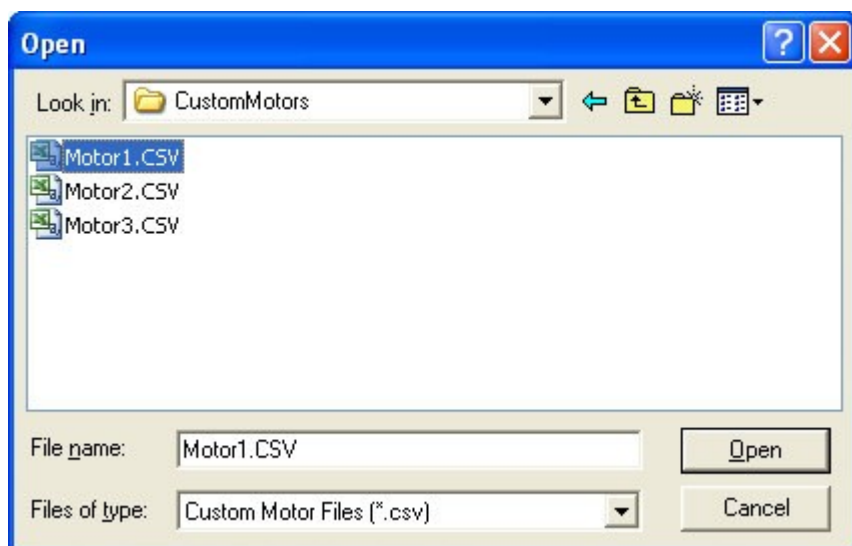 Open
Look in: CustomMotors
Motor1.CSV
Motor2.CSV
Motor3.CSV
File name: Motor1.CSV Open
Files of type: Custom Motor Files (*.csv) Cancel